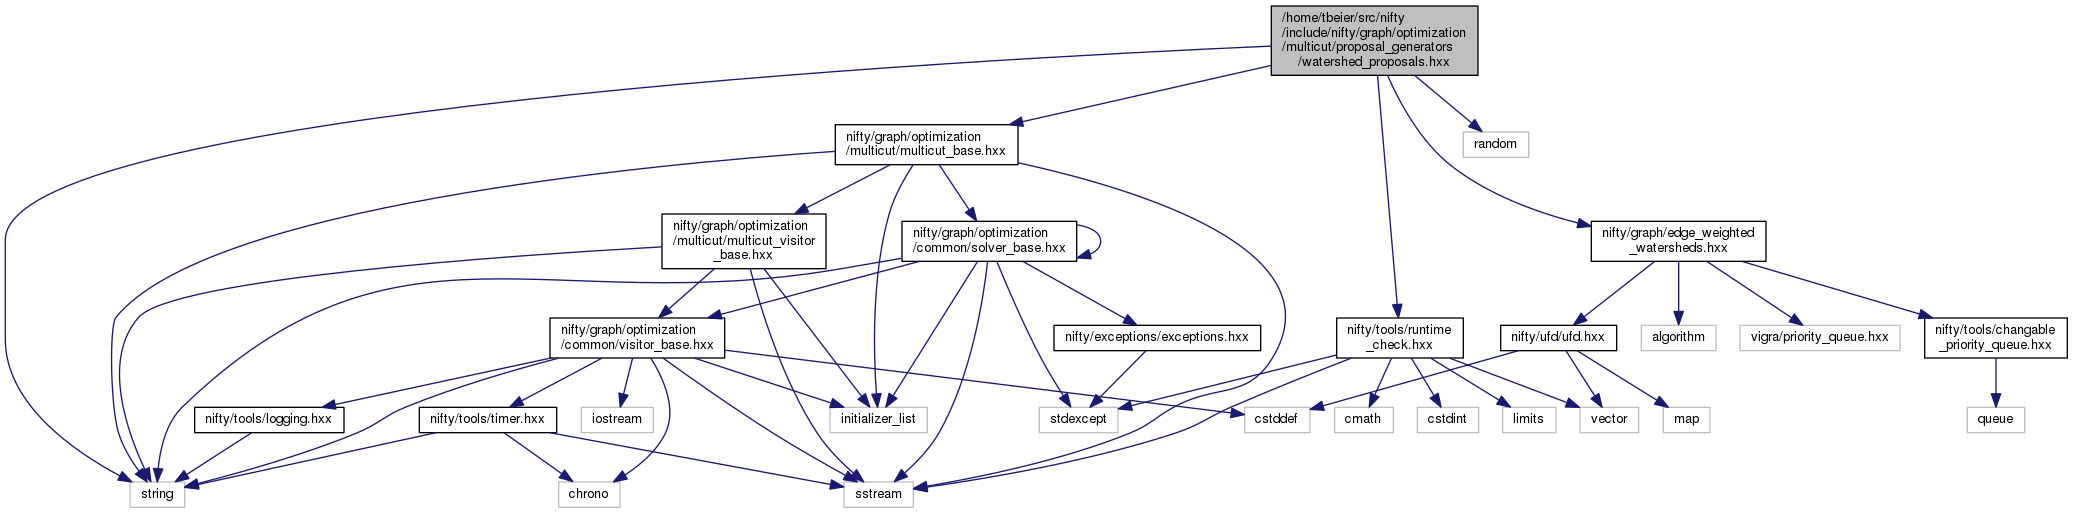 /home/tbeier/src/nifty
/include/nifty/graph/optimization
/multicut/proposal_generators
/watershed_proposals.hxx
nifty/graph/optimization
/multicut/multicut_base.hxx
random
nifty/graph/optimization
/multicut/multicut_visitor
_base.hxx
nifty/graph/optimization
/common/solver_base.hxx
nifty/graph/edge_weighted
_watersheds.hxx
nifty/graph/optimization
/common/visitor_base.hxx
nifty/exceptions/exceptions.hxx
nifty/tools/runtime
_check.hxx
nifty/ufd/ufd.hxx
algorithm
vigra/priority_queue.hxx
nifty/tools/changable
_priority_queue.hxx
nifty/tools/logging.hxx
nifty/tools/timer.hxx
iostream
initializer_list
stdexcept
cstddef
cmath
cstdint
limits
vector
map
queue
string
chrono
sstream